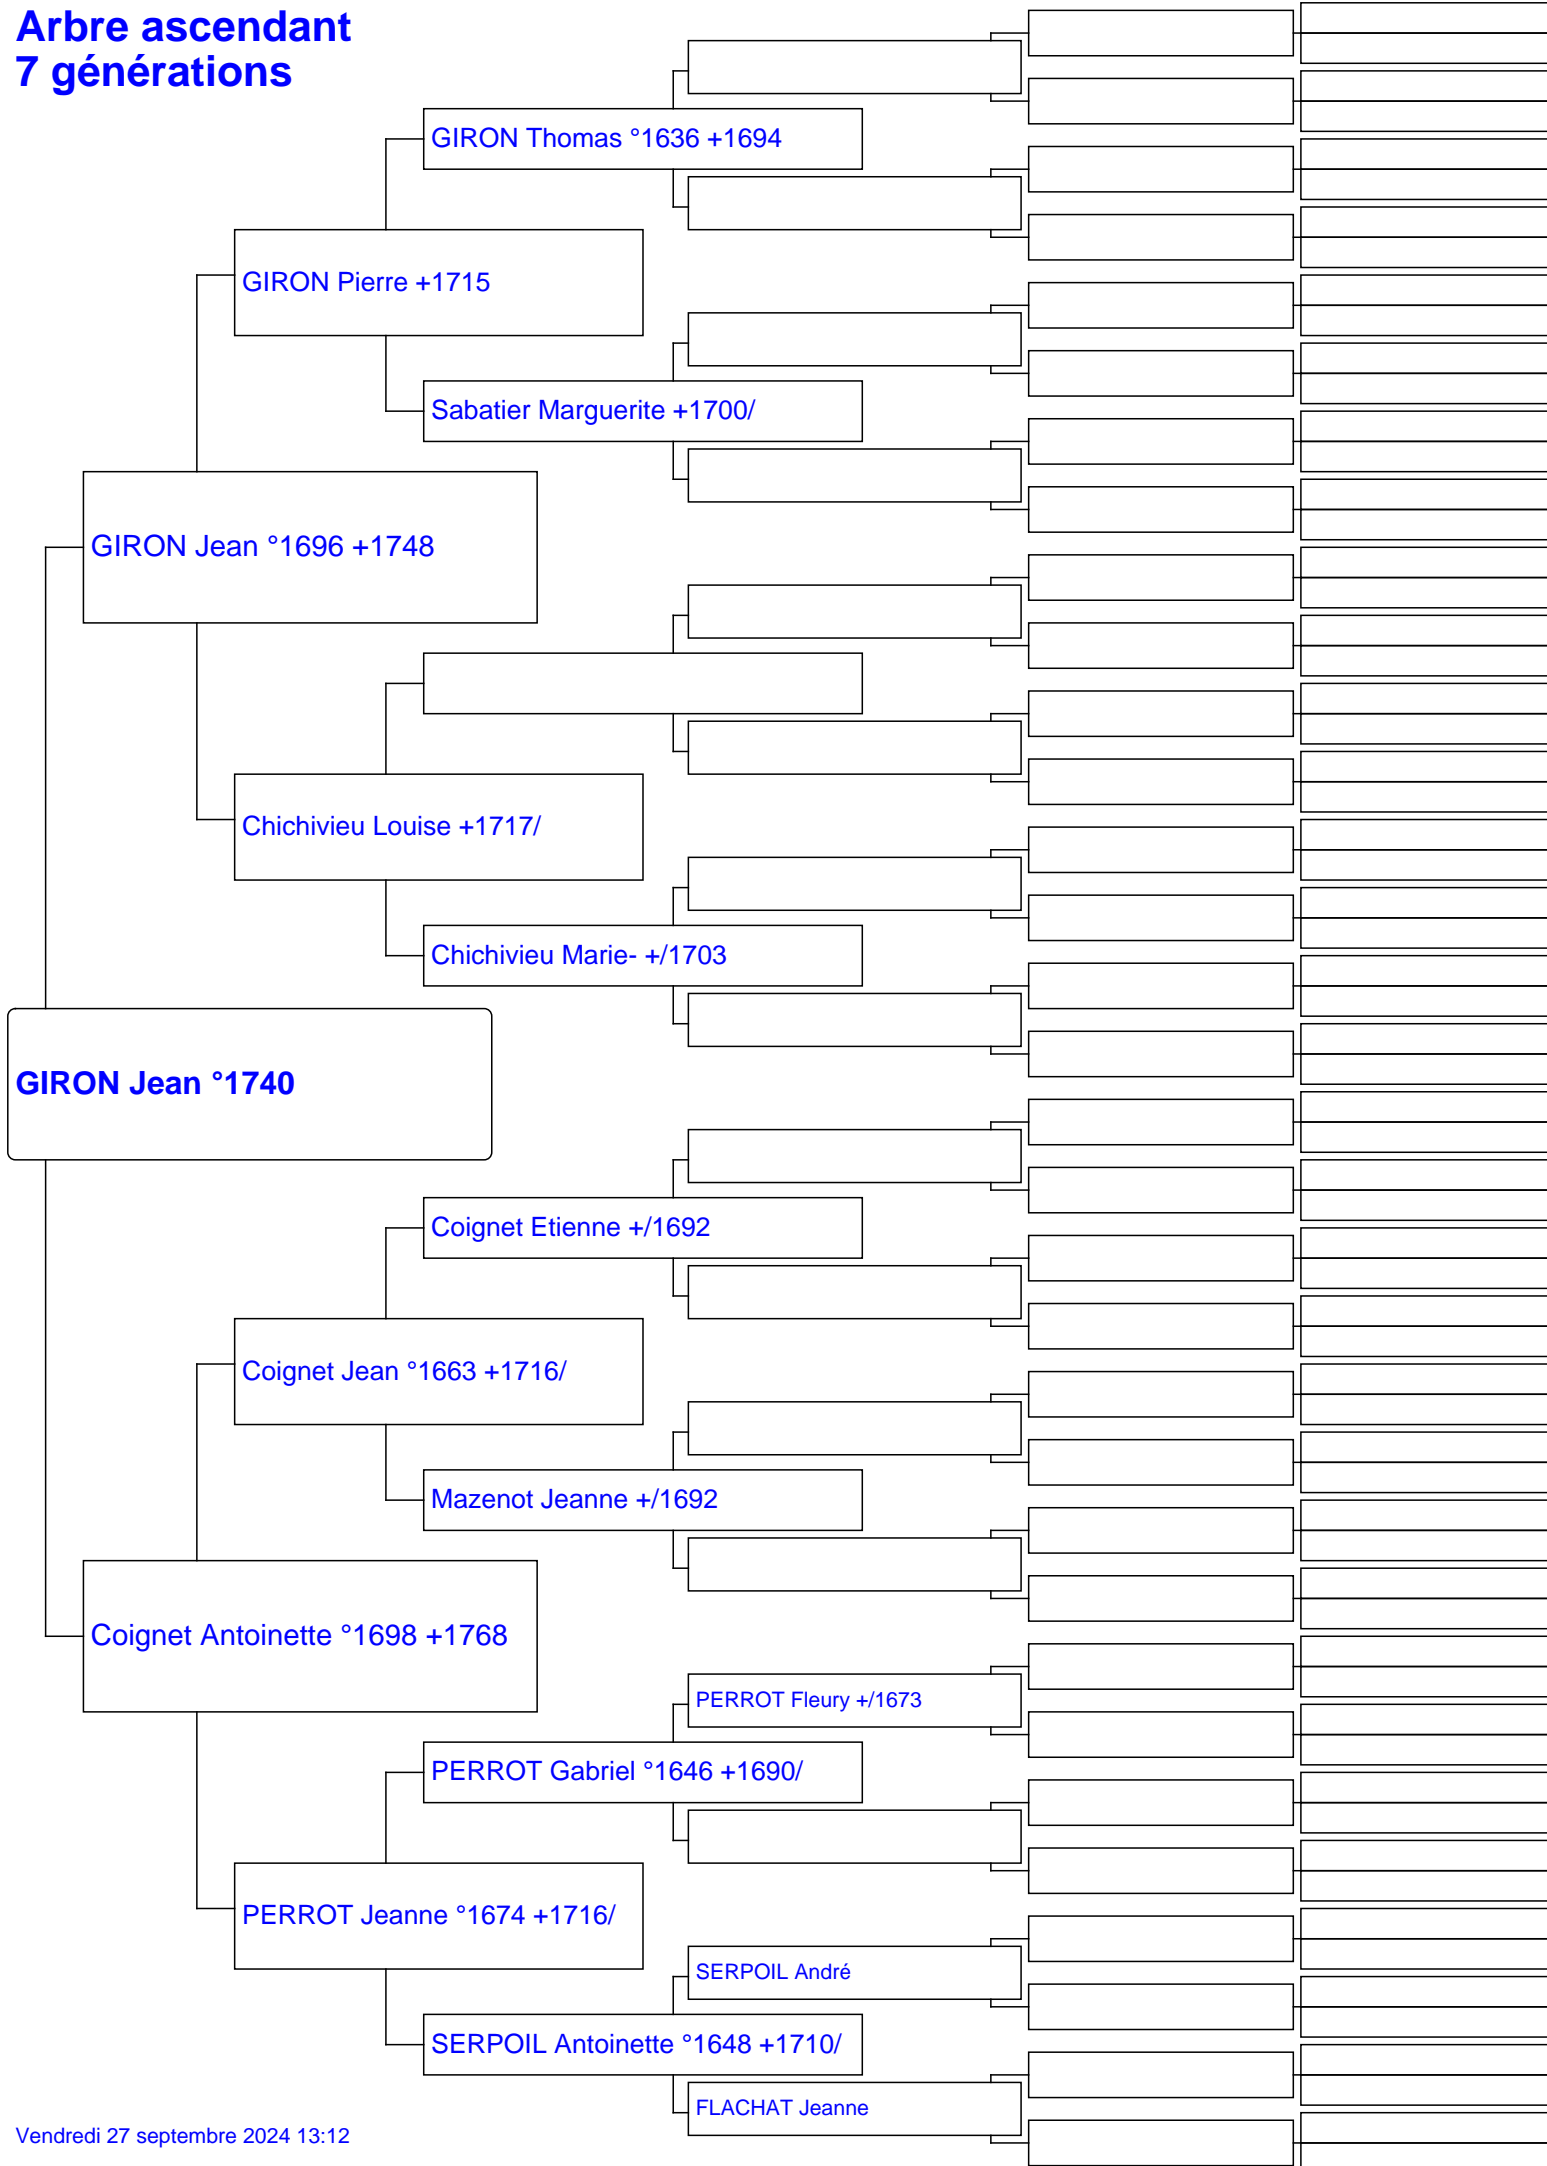 Arbre ascendant
7 générations
GIRON Thomas °1636 +1694
GIRON Pierre +1715
Sabatier Marguerite +1700/
GIRON Jean °1696 +1748
Chichivieu Louise +1717/
Chichivieu Marie- +/1703
GIRON Jean °1740
Coignet Etienne +/1692
Coignet Jean °1663 +1716/
Mazenot Jeanne +/1692
Coignet Antoinette °1698 +1768
PERROT Fleury +/1673
PERROT Gabriel °1646 +1690/
PERROT Jeanne °1674 +1716/
SERPOIL André
SERPOIL Antoinette °1648 +1710/
FLACHAT Jeanne
Vendredi 27 septembre 2024 13:12